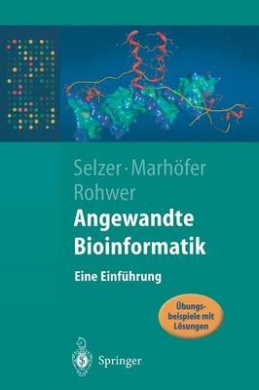 Selzer · Marhöfer
Rohwer
Angewandte
Bioinformatik
Eine Einführung
Übungs-
beispiele mit
Lösungen
Springer